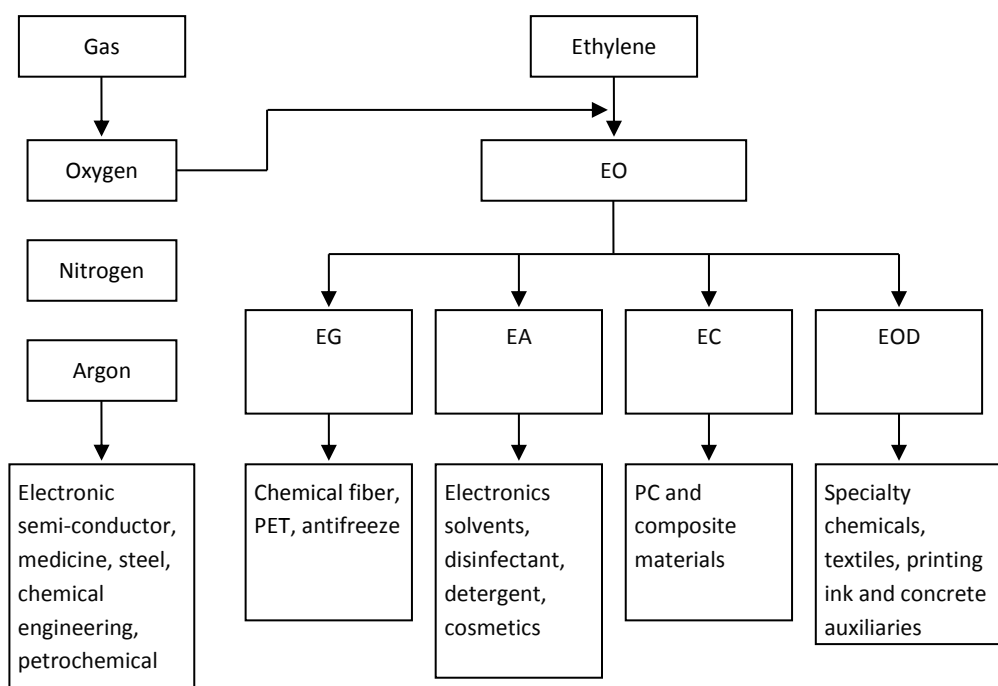 Gas
Ethylene
Oxygen
EO
Nitrogen
Argon
EG
EA
EC
EOD
Electronic
semi-conductor,
medicine, steel,
chemical
engineering,
petrochemical
Chemical fiber,
PET, antifreeze
Electronics
solvents,
disinfectant,
detergent,
cosmetics
PC and
composite
materials
Specialty
chemicals,
textiles, printing
ink and concrete
auxiliaries